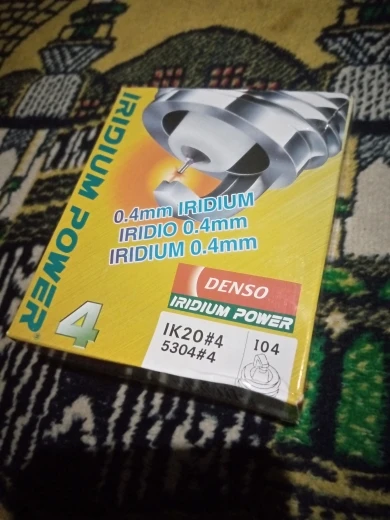 IRIDIUM POWER
4
0.4mm IRIDIUM
IRIDIO 0.4mm
IRIDIUM 0.4mm
DENSO
IRIDIUM POWER
IK20#4
5304#4
I04